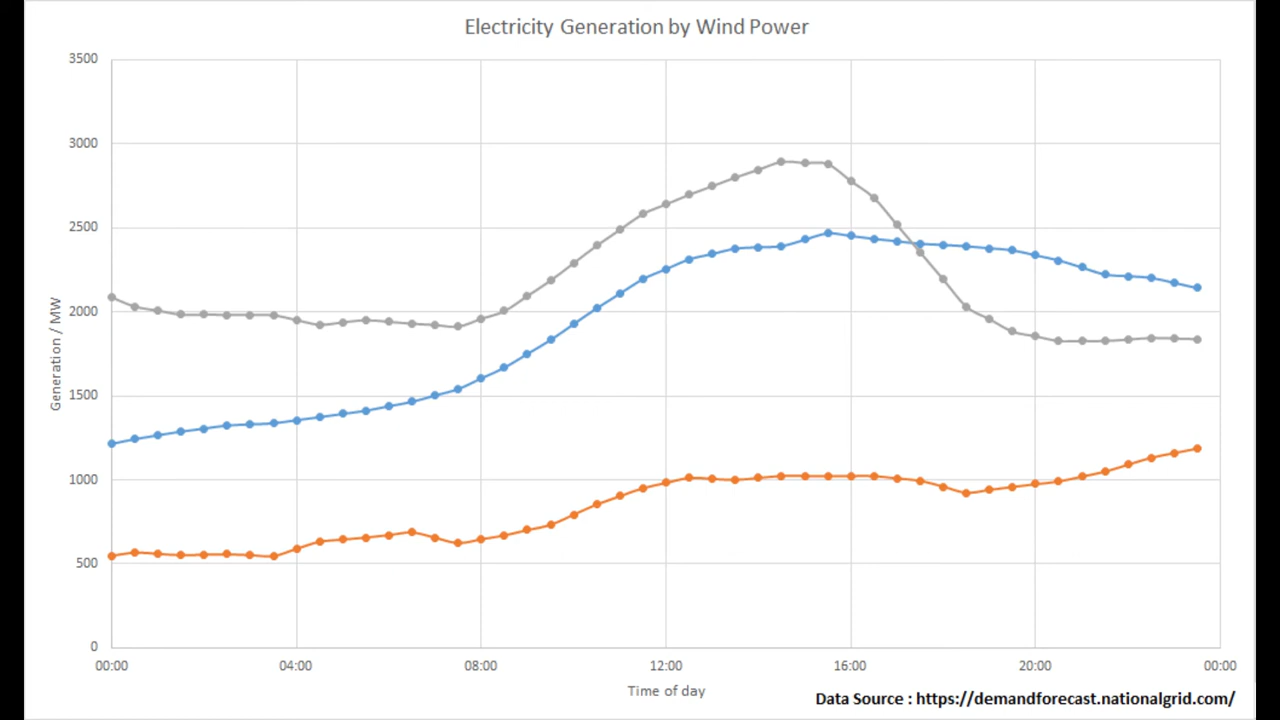 Electricity Generation by Wind Power
3500
3000
2500
2000
1500
1000
500
0
Generation / MW
00:00 04:00 08:00 12:00 16:00 20:00 00:00
Time of day
Data Source : https://demandforecast.nationalgrid.com/